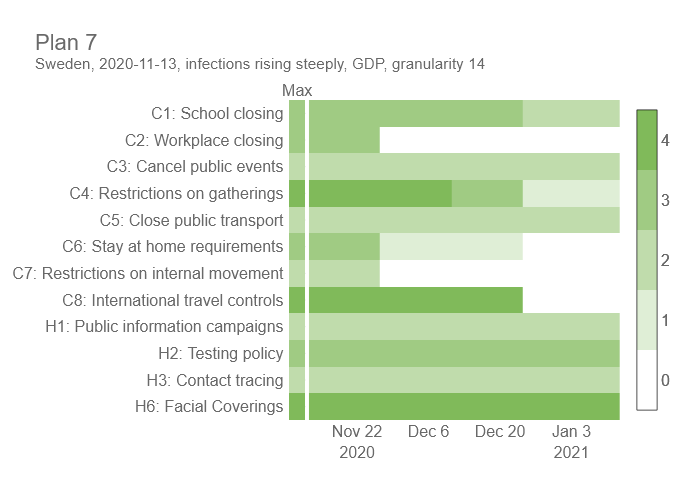 Plan 7
Sweden, 2020-11-13, infections rising steeply, GDP, granularity 14
Max
C1: School closing
C2: Workplace closing
C3: Cancel public events
C4: Restrictions on gatherings
C5: Close public transport
C6: Stay at home requirements
C7: Restrictions on internal movement
C8: International travel controls
H1: Public information campaigns
H2: Testing policy
H3: Contact tracing
H6: Facial Coverings
4
3
2
1
0
Nov 22 Dec 6 Dec 20 Jan 3
2020 2021